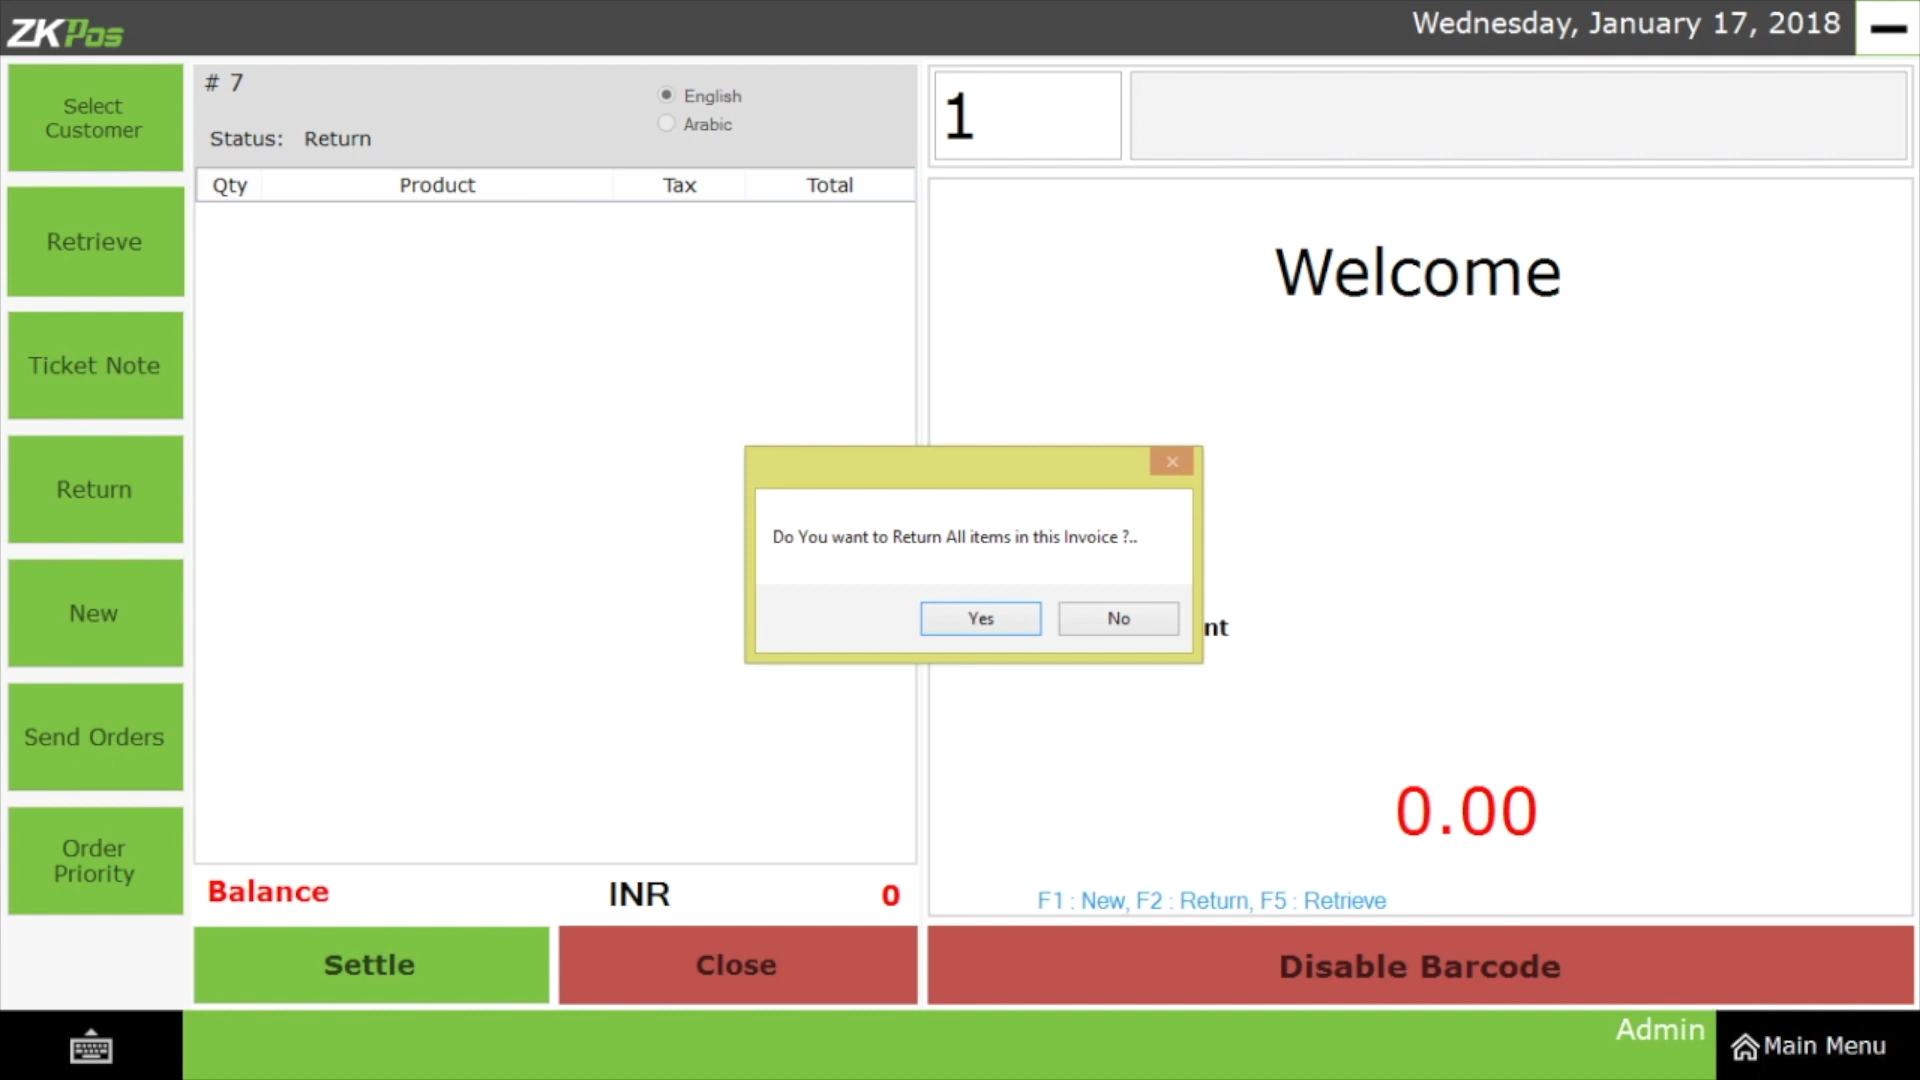 ZKPos
Wednesday, January 17, 2018
Select
Customer
Retrieve
Ticket Note
Return
New
Send Orders
Order
Priority
# 7
English
Arabic
Status: Return
Qty Product Tax Total
1
Welcome
Do You want to Return All items in this Invoice ?..
Yes No
nt
0.00
Balance INR 0
F1 : New, F2 : Return, F5 : Retrieve
Settle Close Disable Barcode
Admin
Main Menu